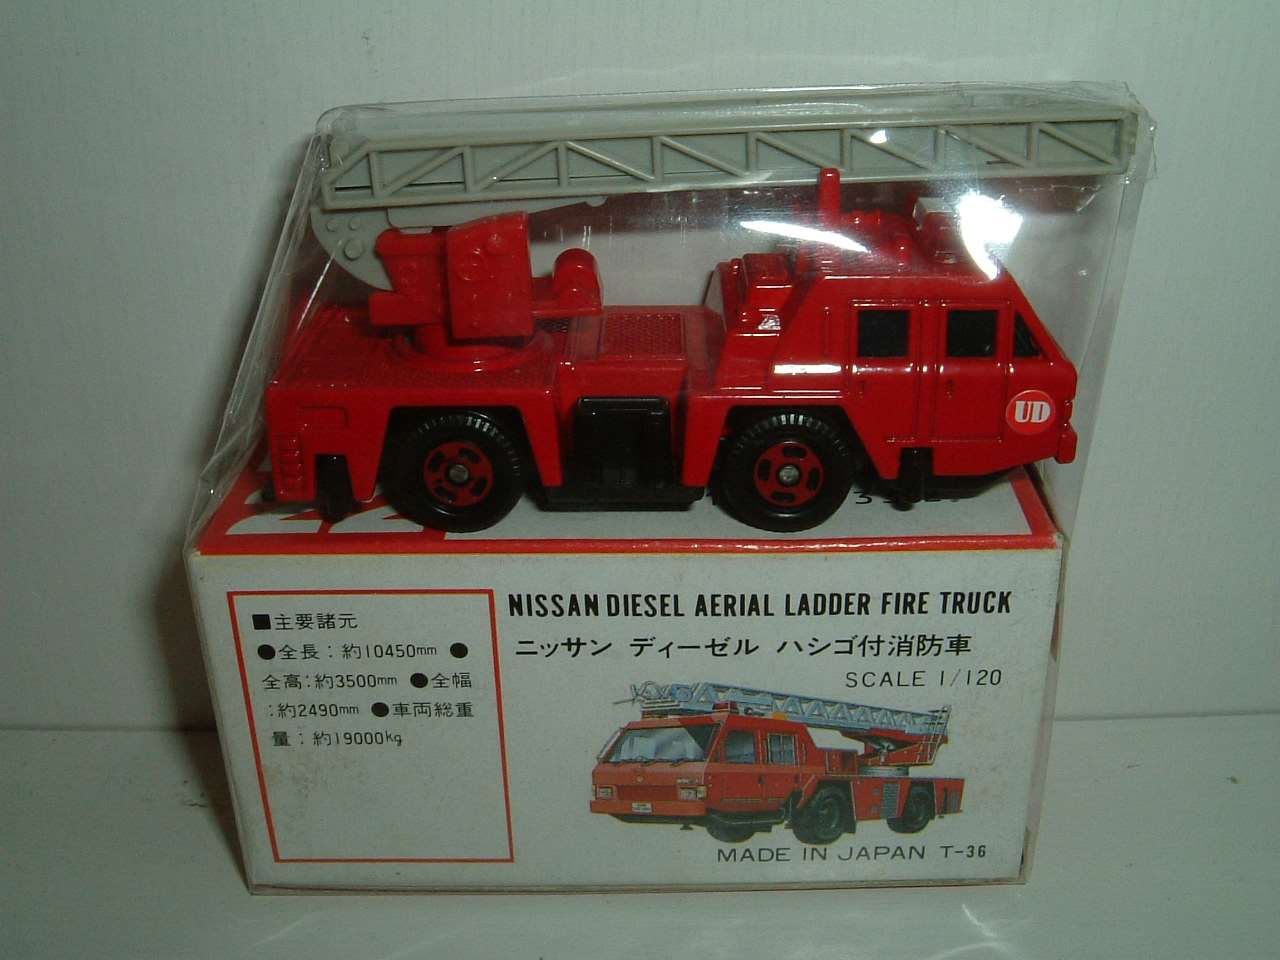 UD
NISSAN DIESEL AERIAL LADDER FIRE TRUCK
ニッサン ディーゼル ハシゴ付消防車
SCALE 1/120
■主要諸元
●全長：約10450mm ●
全高：約3500mm ●全幅
：約2490mm ●車両総重
量：約19000kg
MADE IN JAPAN T-36